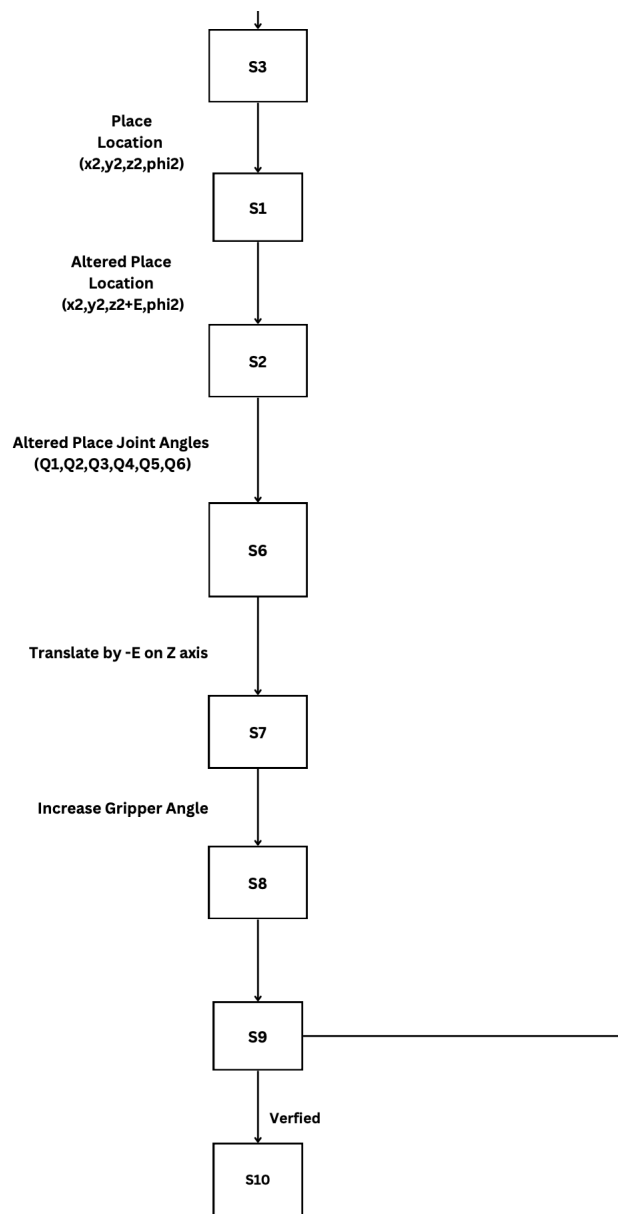 S3
Place
Location
(x2,y2,z2,phi2)
S1
Altered Place
Location
(x2,y2,z2+E,phi2)
S2
Altered Place Joint Angles
(Q1,Q2,Q3,Q4,Q5,Q6)
S6
Translate by -E on Z axis
S7
Increase Gripper Angle
S8
S9
Verfied
S10